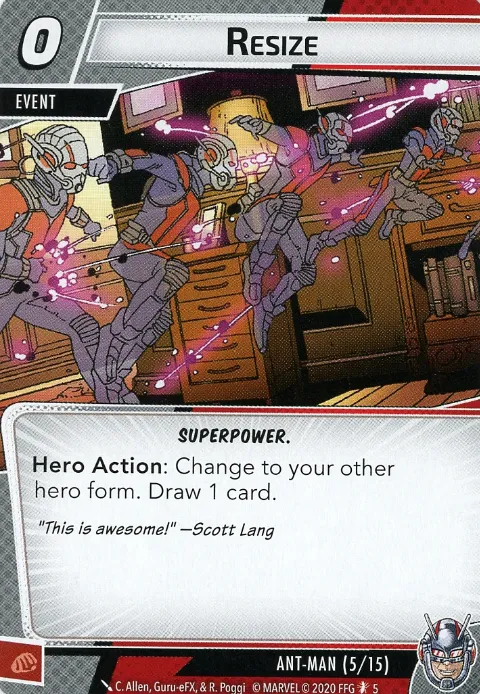 0
RESIZE
EVENT
SUPERPOWER.
Hero Action: Change to your other
hero form. Draw 1 card.
"This is awesome!" —Scott Lang
ANT-MAN (5/15)
C. Allen, Guru-eFX, & R. Poggi © MARVEL © 2020 FFG 5